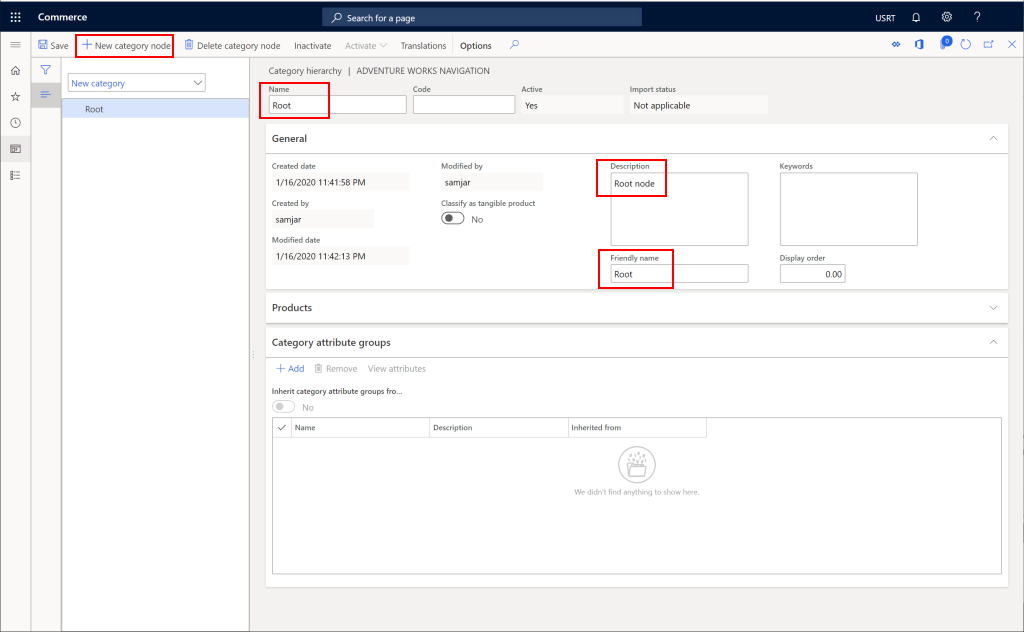 Commerce
Search for a page
USRT
?
Save
New category node
Delete category node
Inactivate
Activate
Translations
Options
0
New category
Root
Category hierarchy | ADVENTURE WORKS NAVIGATION
Name
Root
Code
Active
Yes
Import status
Not applicable
General
Created date
1/16/2020 11:41:58 PM
Created by
samjar
Modified date
1/16/2020 11:42:13 PM
Modified by
samjar
Classify as tangible product
No
Description
Root node
Friendly name
Root
Keywords
Display order
0.00
Products
Category attribute groups
Add
Remove
View attributes
Inherit category attribute groups fro...
No
Name
Description
Inherited from
We didn't find anything to show here.